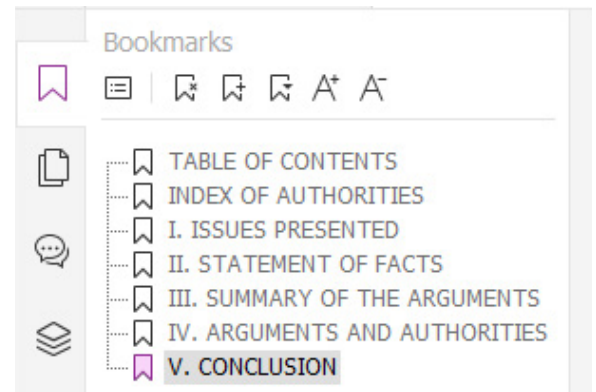 Bookmarks
A+ A-
TABLE OF CONTENTS
INDEX OF AUTHORITIES
I. ISSUES PRESENTED
II. STATEMENT OF FACTS
III. SUMMARY OF THE ARGUMENTS
IV. ARGUMENTS AND AUTHORITIES
V. CONCLUSION